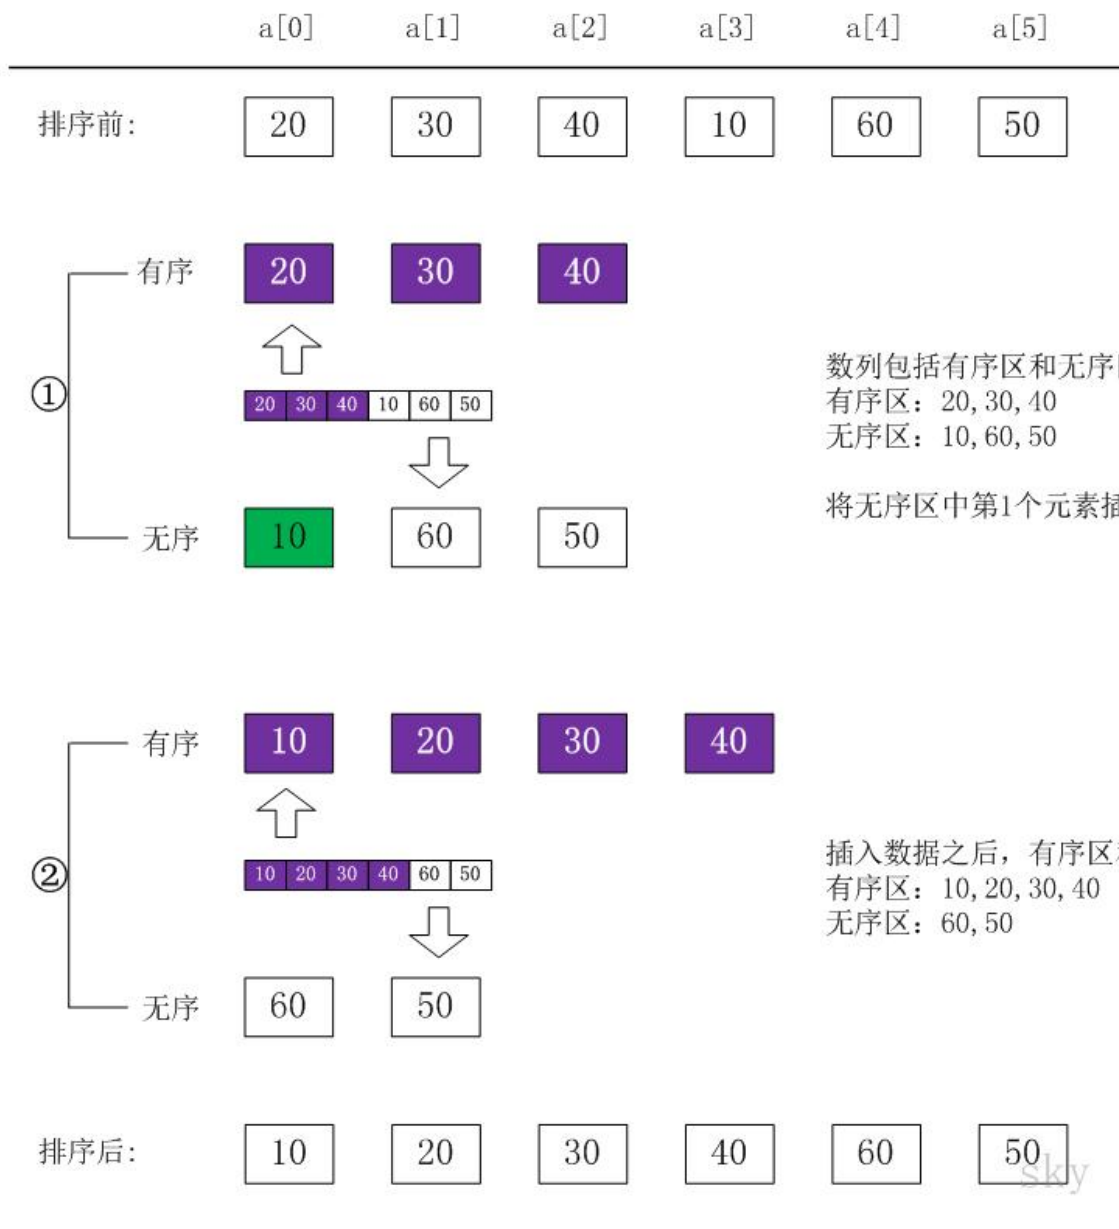 a[0] a[1] a[2] a[3] a[4] a[5]
排序前: 20 30 40 10 60 50
有序 20 30 40
①
20 30 40 10 60 50
数列包括有序区和无序
有序区：20,30,40
无序区：10,60,50
将无序区中第1个元素插
无序 10 60 50
有序 10 20 30 40
②
10 20 30 40 60 50
插入数据之后，有序区
有序区：10,20,30,40
无序区：60,50
无序 60 50
排序后: 10 20 30 40 60 50
sky